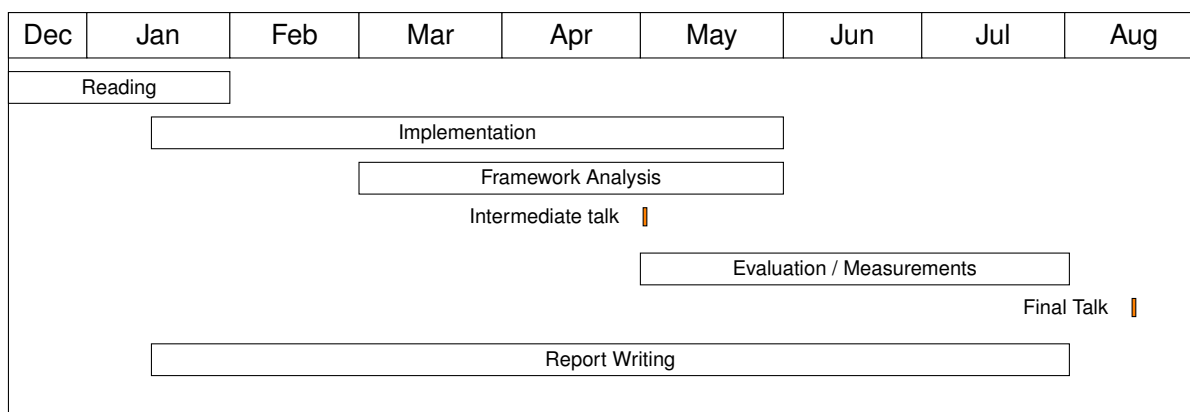 Dec Jan Feb Mar Apr May Jun Jul Aug
Reading
Implementation
Framework Analysis
Intermediate talk
Evaluation / Measurements
Final Talk
Report Writing